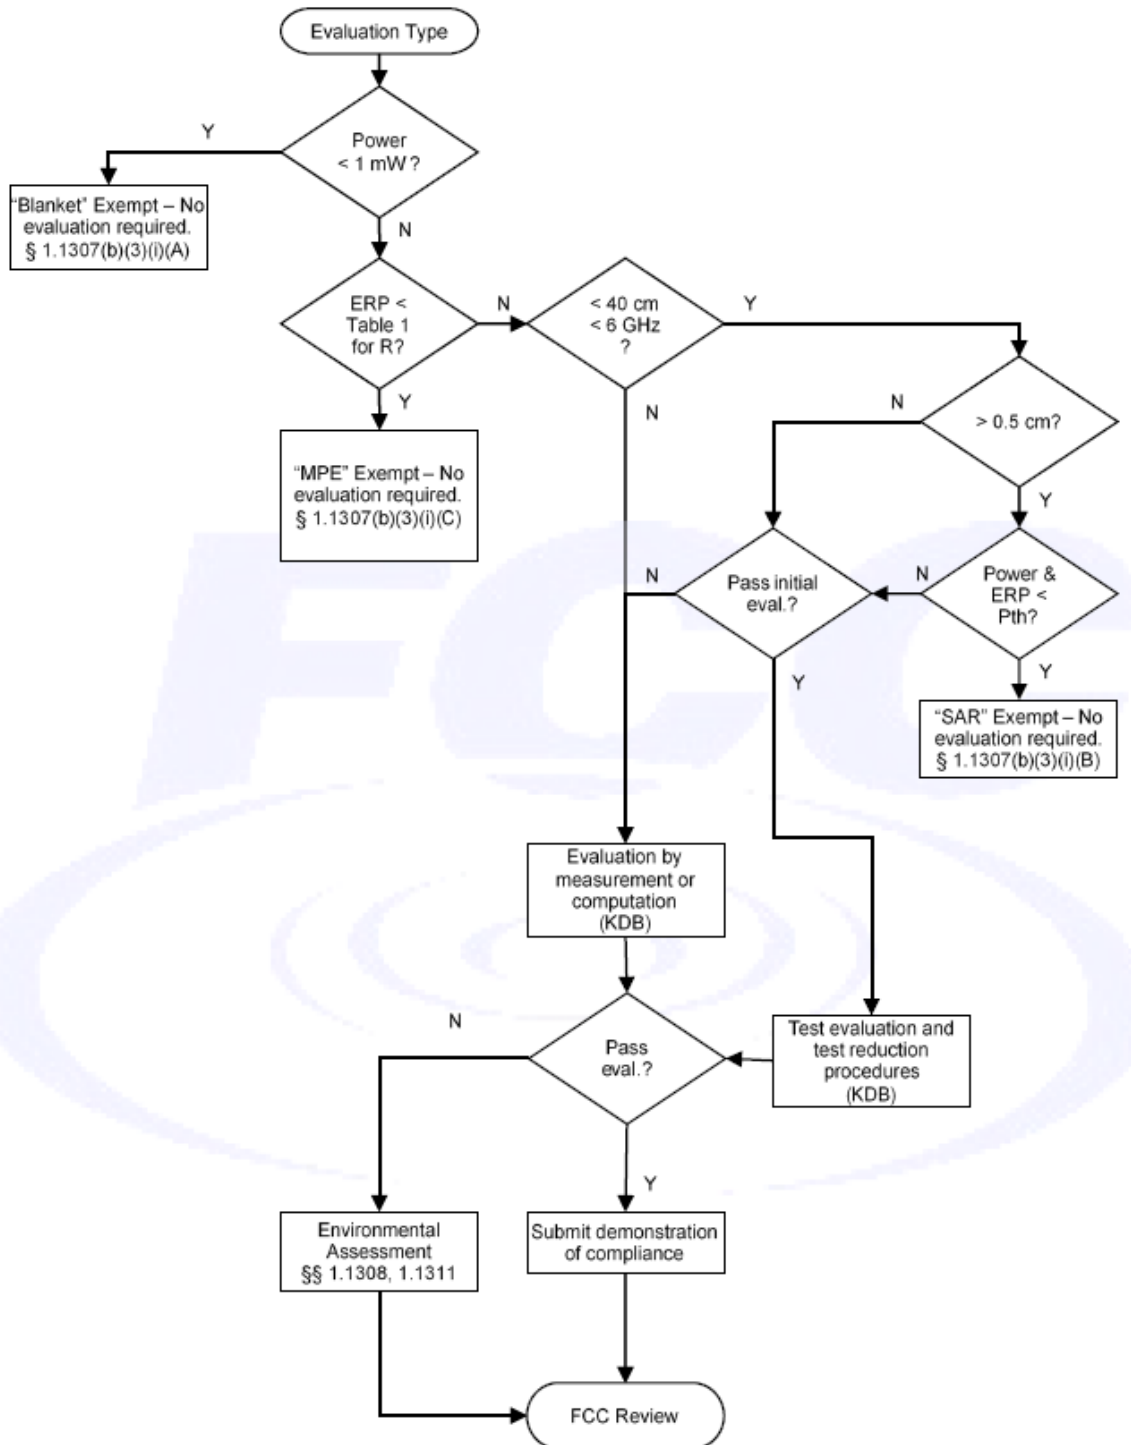 Evaluation Type
Power
< 1 mW?
Y
N
"Blanket" Exempt – No
evaluation required.
§ 1.1307(b)(3)(i)(A)
ERP <
Table 1
for R?
N
Y
< 40 cm
< 6 GHz
?
Y
N
"MPE" Exempt – No
evaluation required.
§ 1.1307(b)(3)(i)(C)
> 0.5 cm?
N
Y
Pass initial
eval.?
N
Y
Power &
ERP <
Pth?
N
Y
"SAR" Exempt – No
evaluation required.
§ 1.1307(b)(3)(i)(B)
FCC
Evaluation by
measurement or
computation
(KDB)
Test evaluation and
test reduction
procedures
(KDB)
Pass
eval.?
N
Y
Environmental
Assessment
§§ 1.1308, 1.1311
Submit demonstration
of compliance
FCC Review